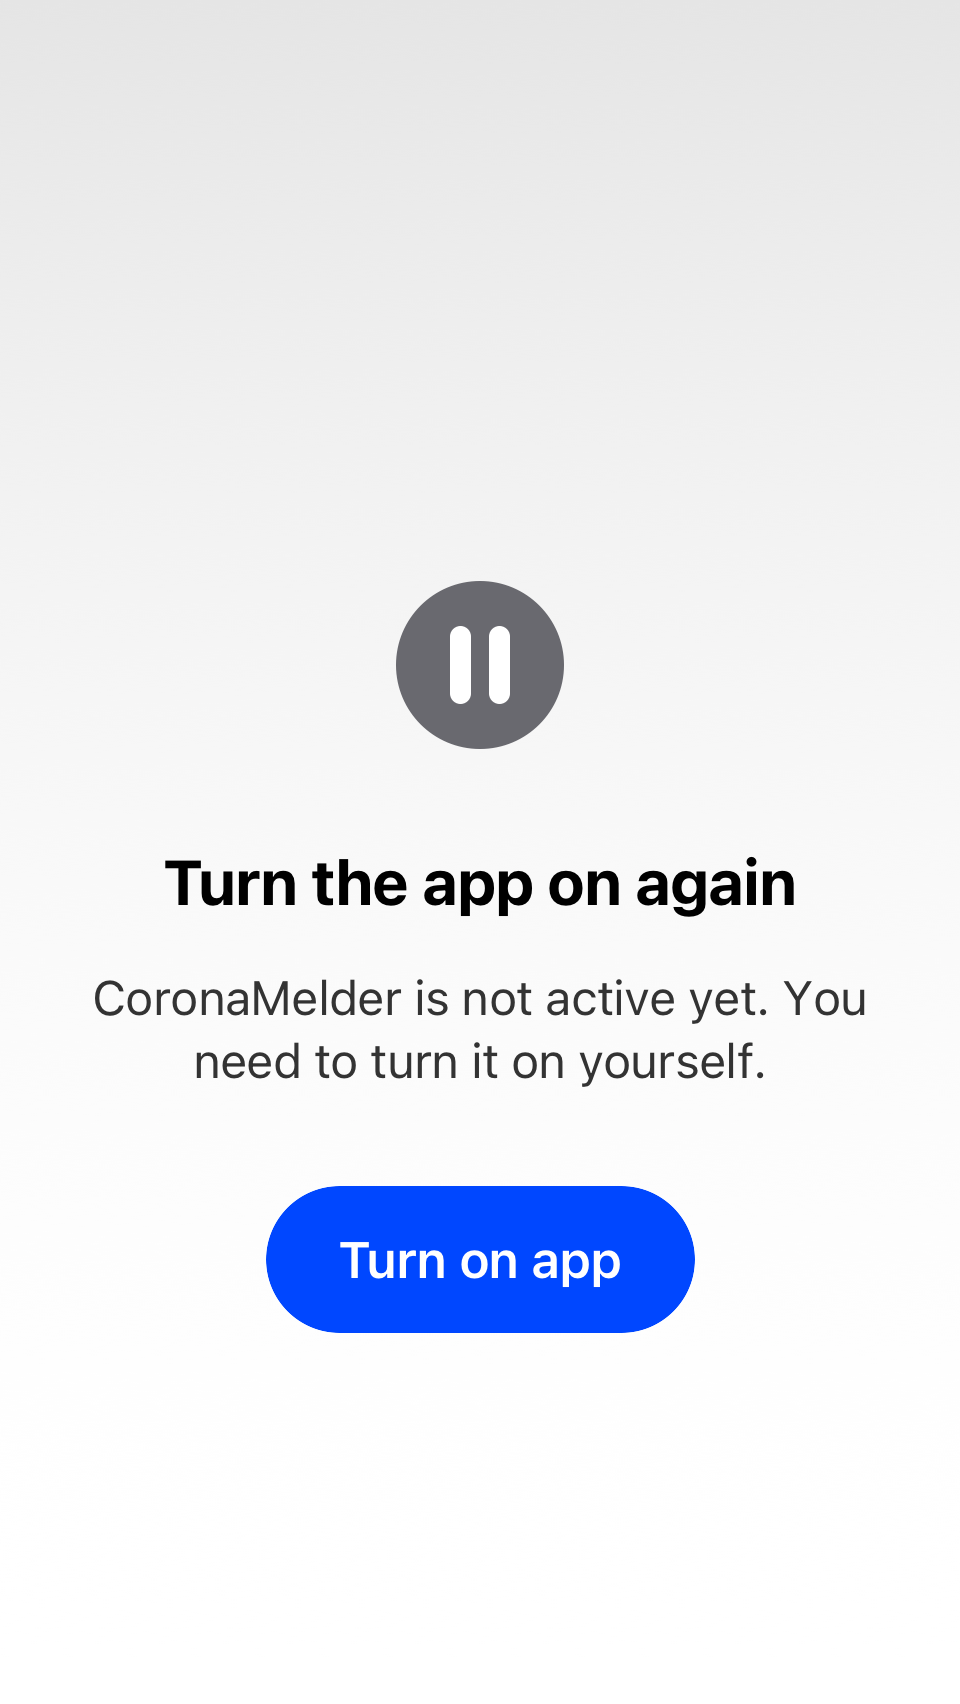 Turn the app on again
CoronaMelder is not active yet. You
need to turn it on yourself.
Turn on app